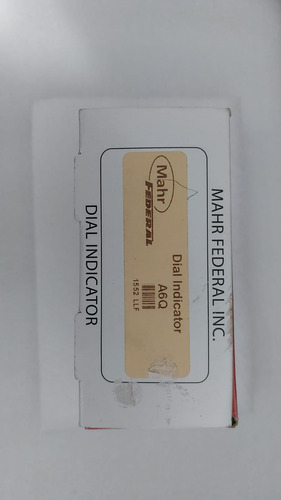 MAHR FEDERAL INC.
Mahr
FEDERAL
Dial Indicator
A6Q
1552 LLF
DIAL INDICATOR